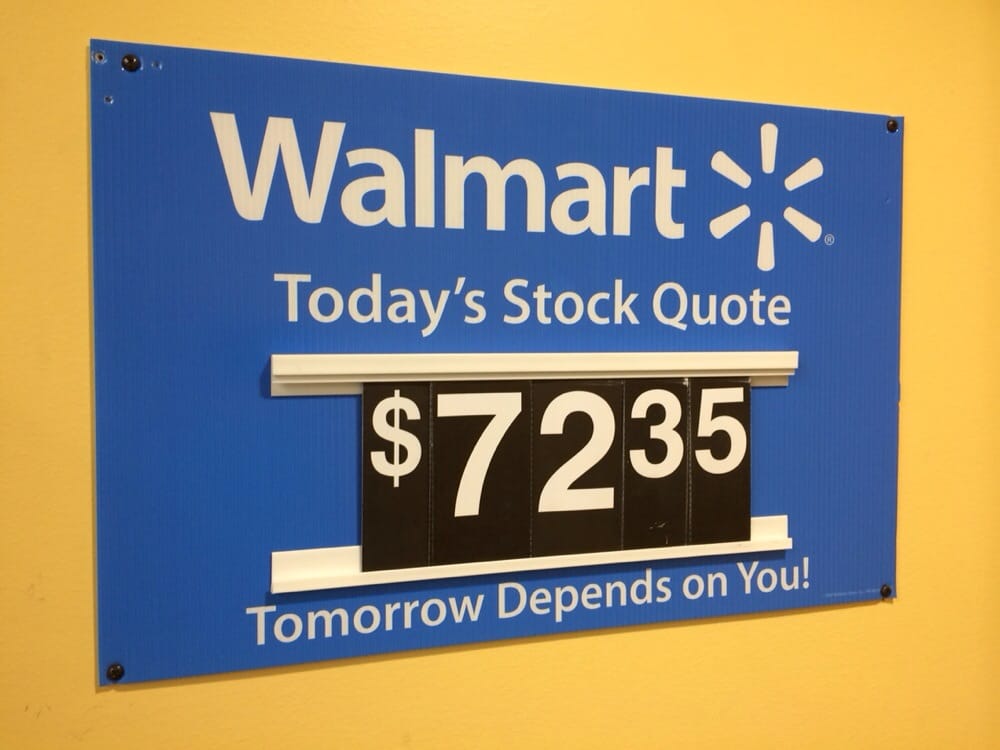 Walmart ®
Today's Stock Quote
$7235
Tomorrow Depends on You!